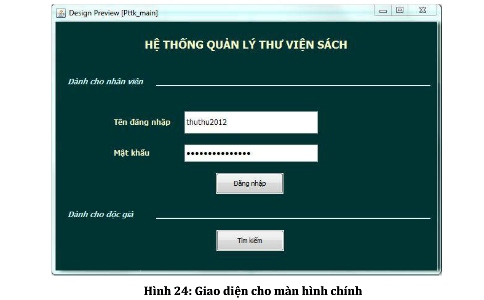 Design Preview [Pttk_main]
HỆ THỐNG QUẢN LÝ THƯ VIỆN SÁCH
Dành cho nhân viên
Tên đăng nhập
thuthu2012
Mật khẩu
•••••••••••••••
Đăng nhập
Dành cho độc giả
Tìm kiếm
Hình 24: Giao diện cho màn hình chính